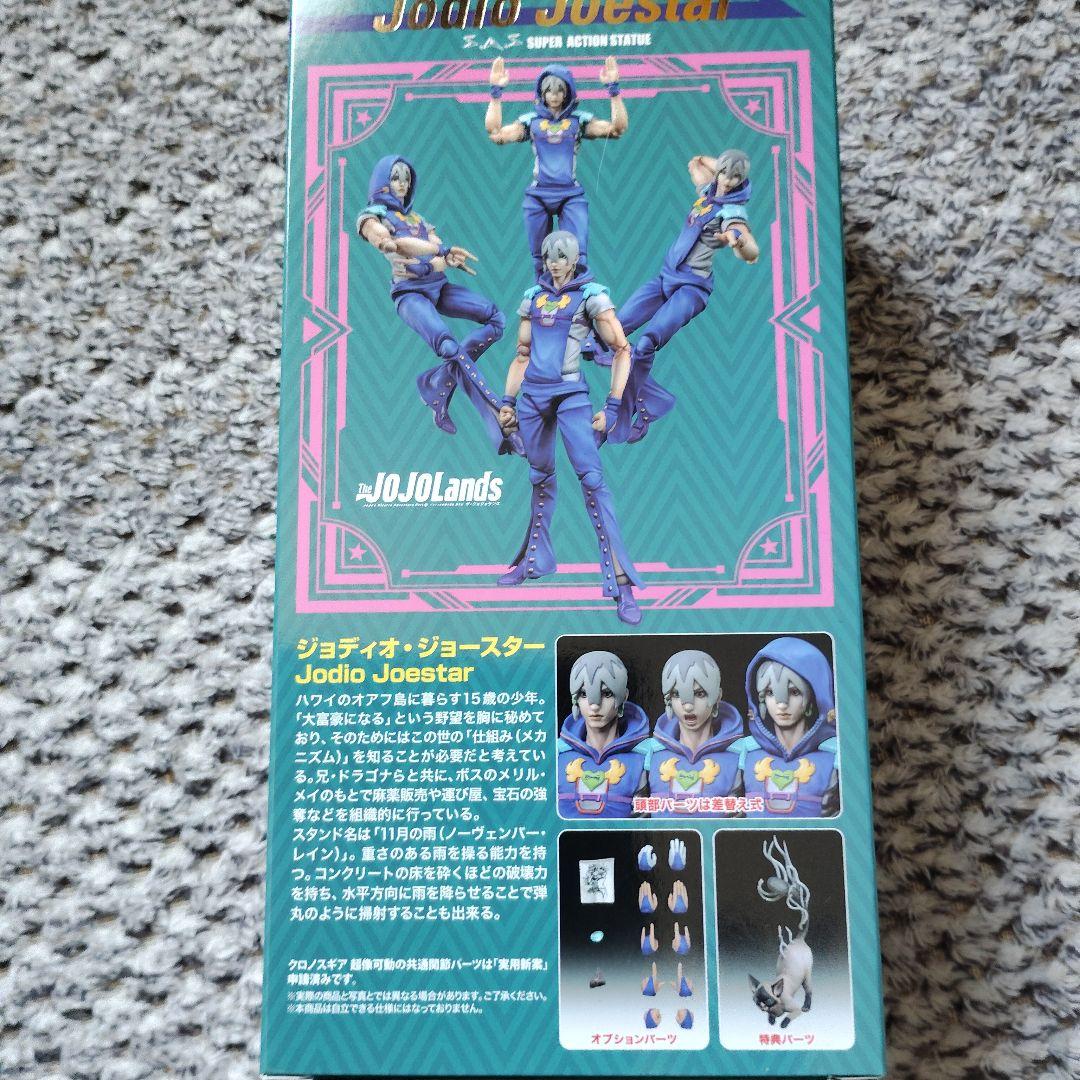 Jodio Joestar
SAS SUPER ACTION STATUE
The JOJOLands
ジョディオ・ジョースター
Jodio Joestar
ハワイのオアフ島に暮らす15歳の少年。
「大富豪になる」という野望を胸に秘めて
おり、そのためにはこの世の「仕組み(メカ
ニズム)」を知ることが必要だと考えてい
る。兄・ドラゴナらと共に、ボスのメリル・
メイのもとで麻薬販売や運び屋、宝石の強
奪などを組織的に行っている。
スタンド名は「11月の雨(ノーヴェンバー・
レイン)」。重さのある雨を操る能力を持
つ。コンクリートの床を砕くほどの破壊力
を持ち、水平方向に雨を降らせることで弾
丸のように掃射することも出来る。
クロノスギア 超像可動の共通関節パーツは「実用新案」
申請済みです。
※実際の商品と写真とでは異なる場合があります。ご了承ください。
※本商品は自立できる仕様にはなっておりません。
頭部パーツは差替え式
オプションパーツ
特典パーツ